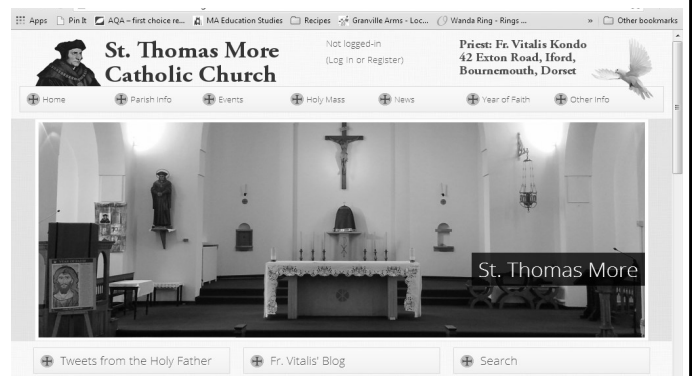 Apps Pin It AQA – first choice re... MA Education Studies Recipes Granville Arms - Loc... Wanda Ring - Rings ... » Other bookmarks
St. Thomas More
Catholic Church
Not logged-in
(Log In or Register)
Priest: Fr. Vitalis Kondo
42 Exton Road, Iford,
Bournemouth, Dorset
Home Parish Info Events Holy Mass News Year of Faith Other Info
St. Thomas More
Tweets from the Holy Father Fr. Vitalis' Blog Search